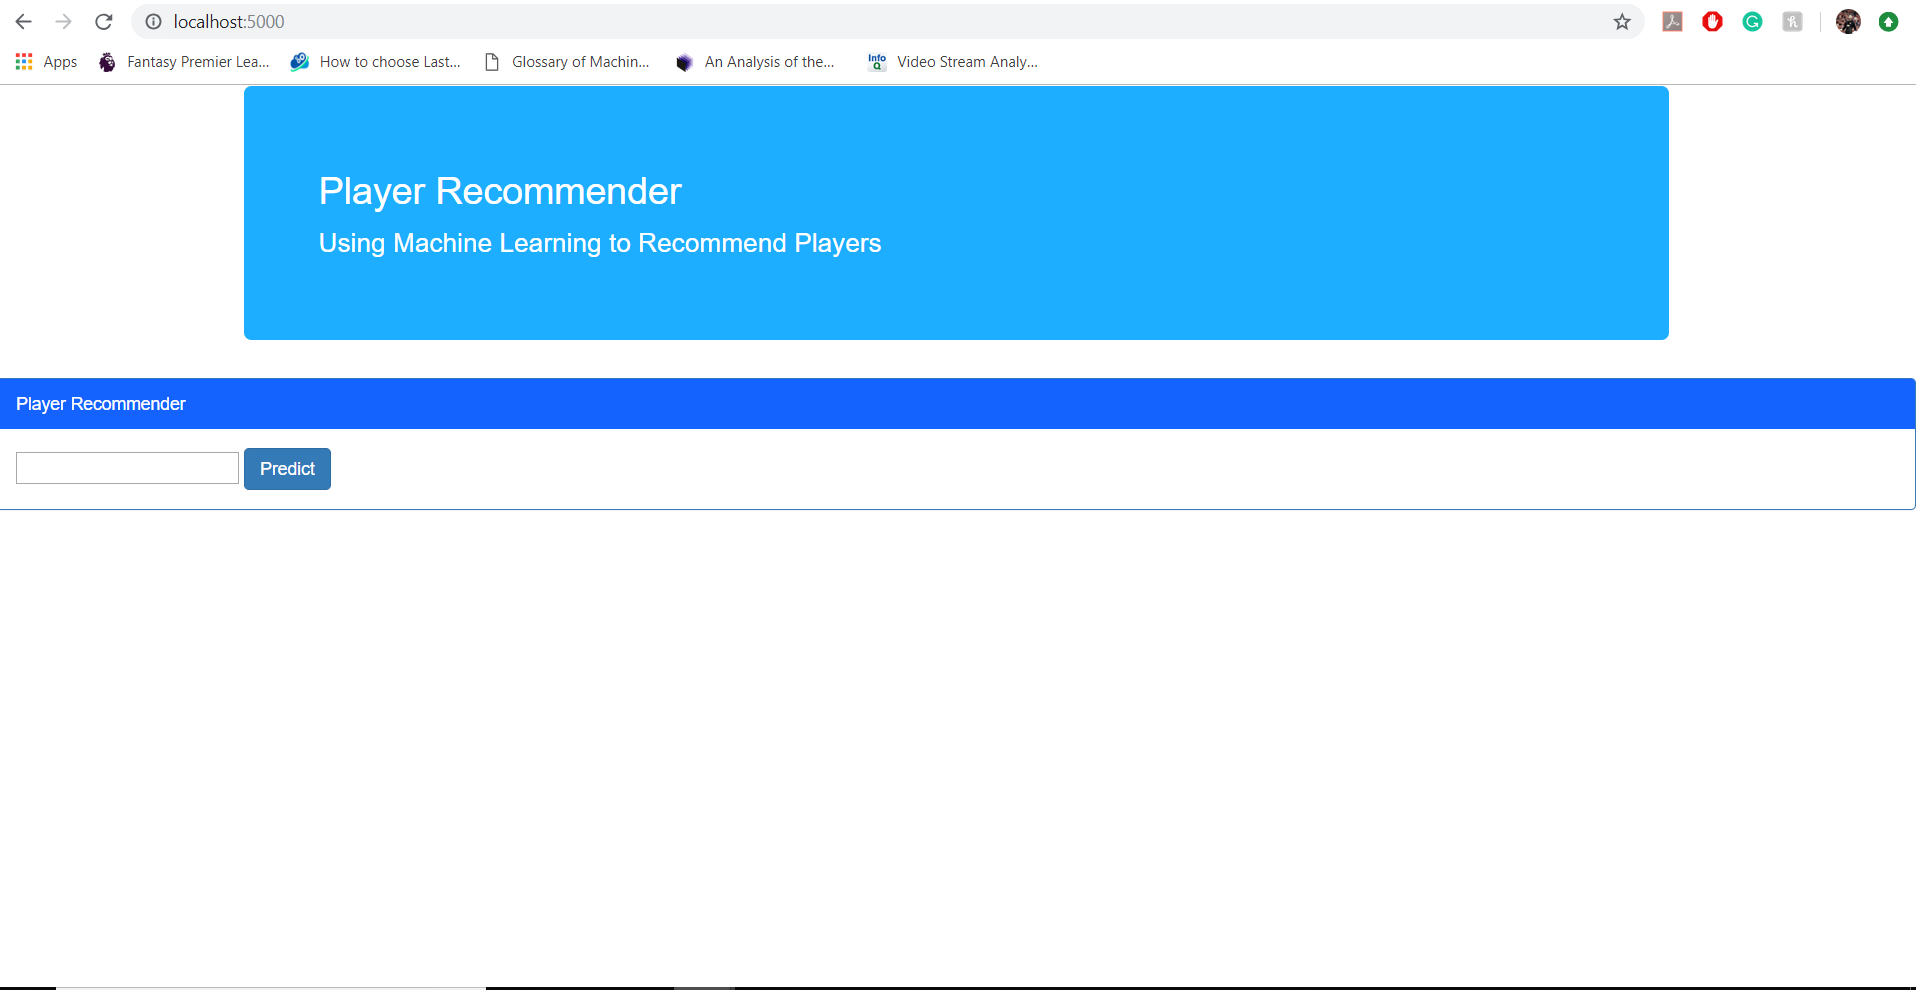 localhost:5000
Apps Fantasy Premier Lea... How to choose Last... Glossary of Machin... An Analysis of the... Info Q Video Stream Analy...
Player Recommender
Using Machine Learning to Recommend Players
Player Recommender
Predict